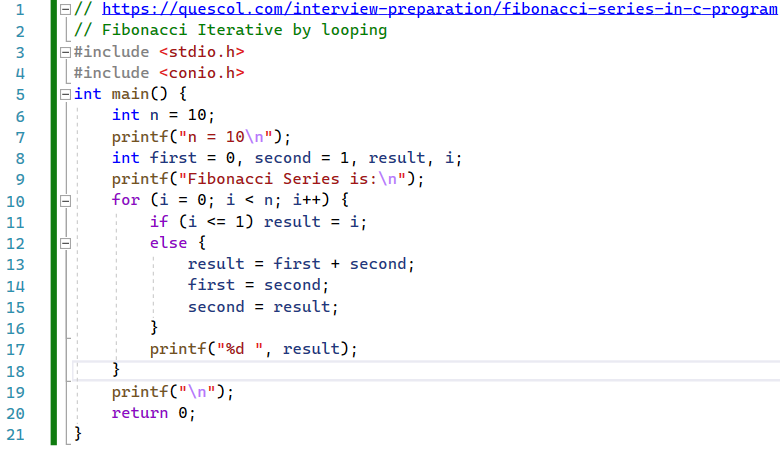 1 // https://quescol.com/interview-preparation/fibonacci-series-in-c-program
2 // Fibonacci Iterative by looping
3 #include <stdio.h>
4 #include <conio.h>
5 int main() {
6     int n = 10;
7     printf("n = 10\n");
8     int first = 0, second = 1, result, i;
9     printf("Fibonacci Series is:\n");
10     for (i = 0; i < n; i++) {
11         if (i <= 1) result = i;
12         else {
13             result = first + second;
14             first = second;
15             second = result;
16         }
17         printf("%d ", result);
18     }
19     printf("\n");
20     return 0;
21 }